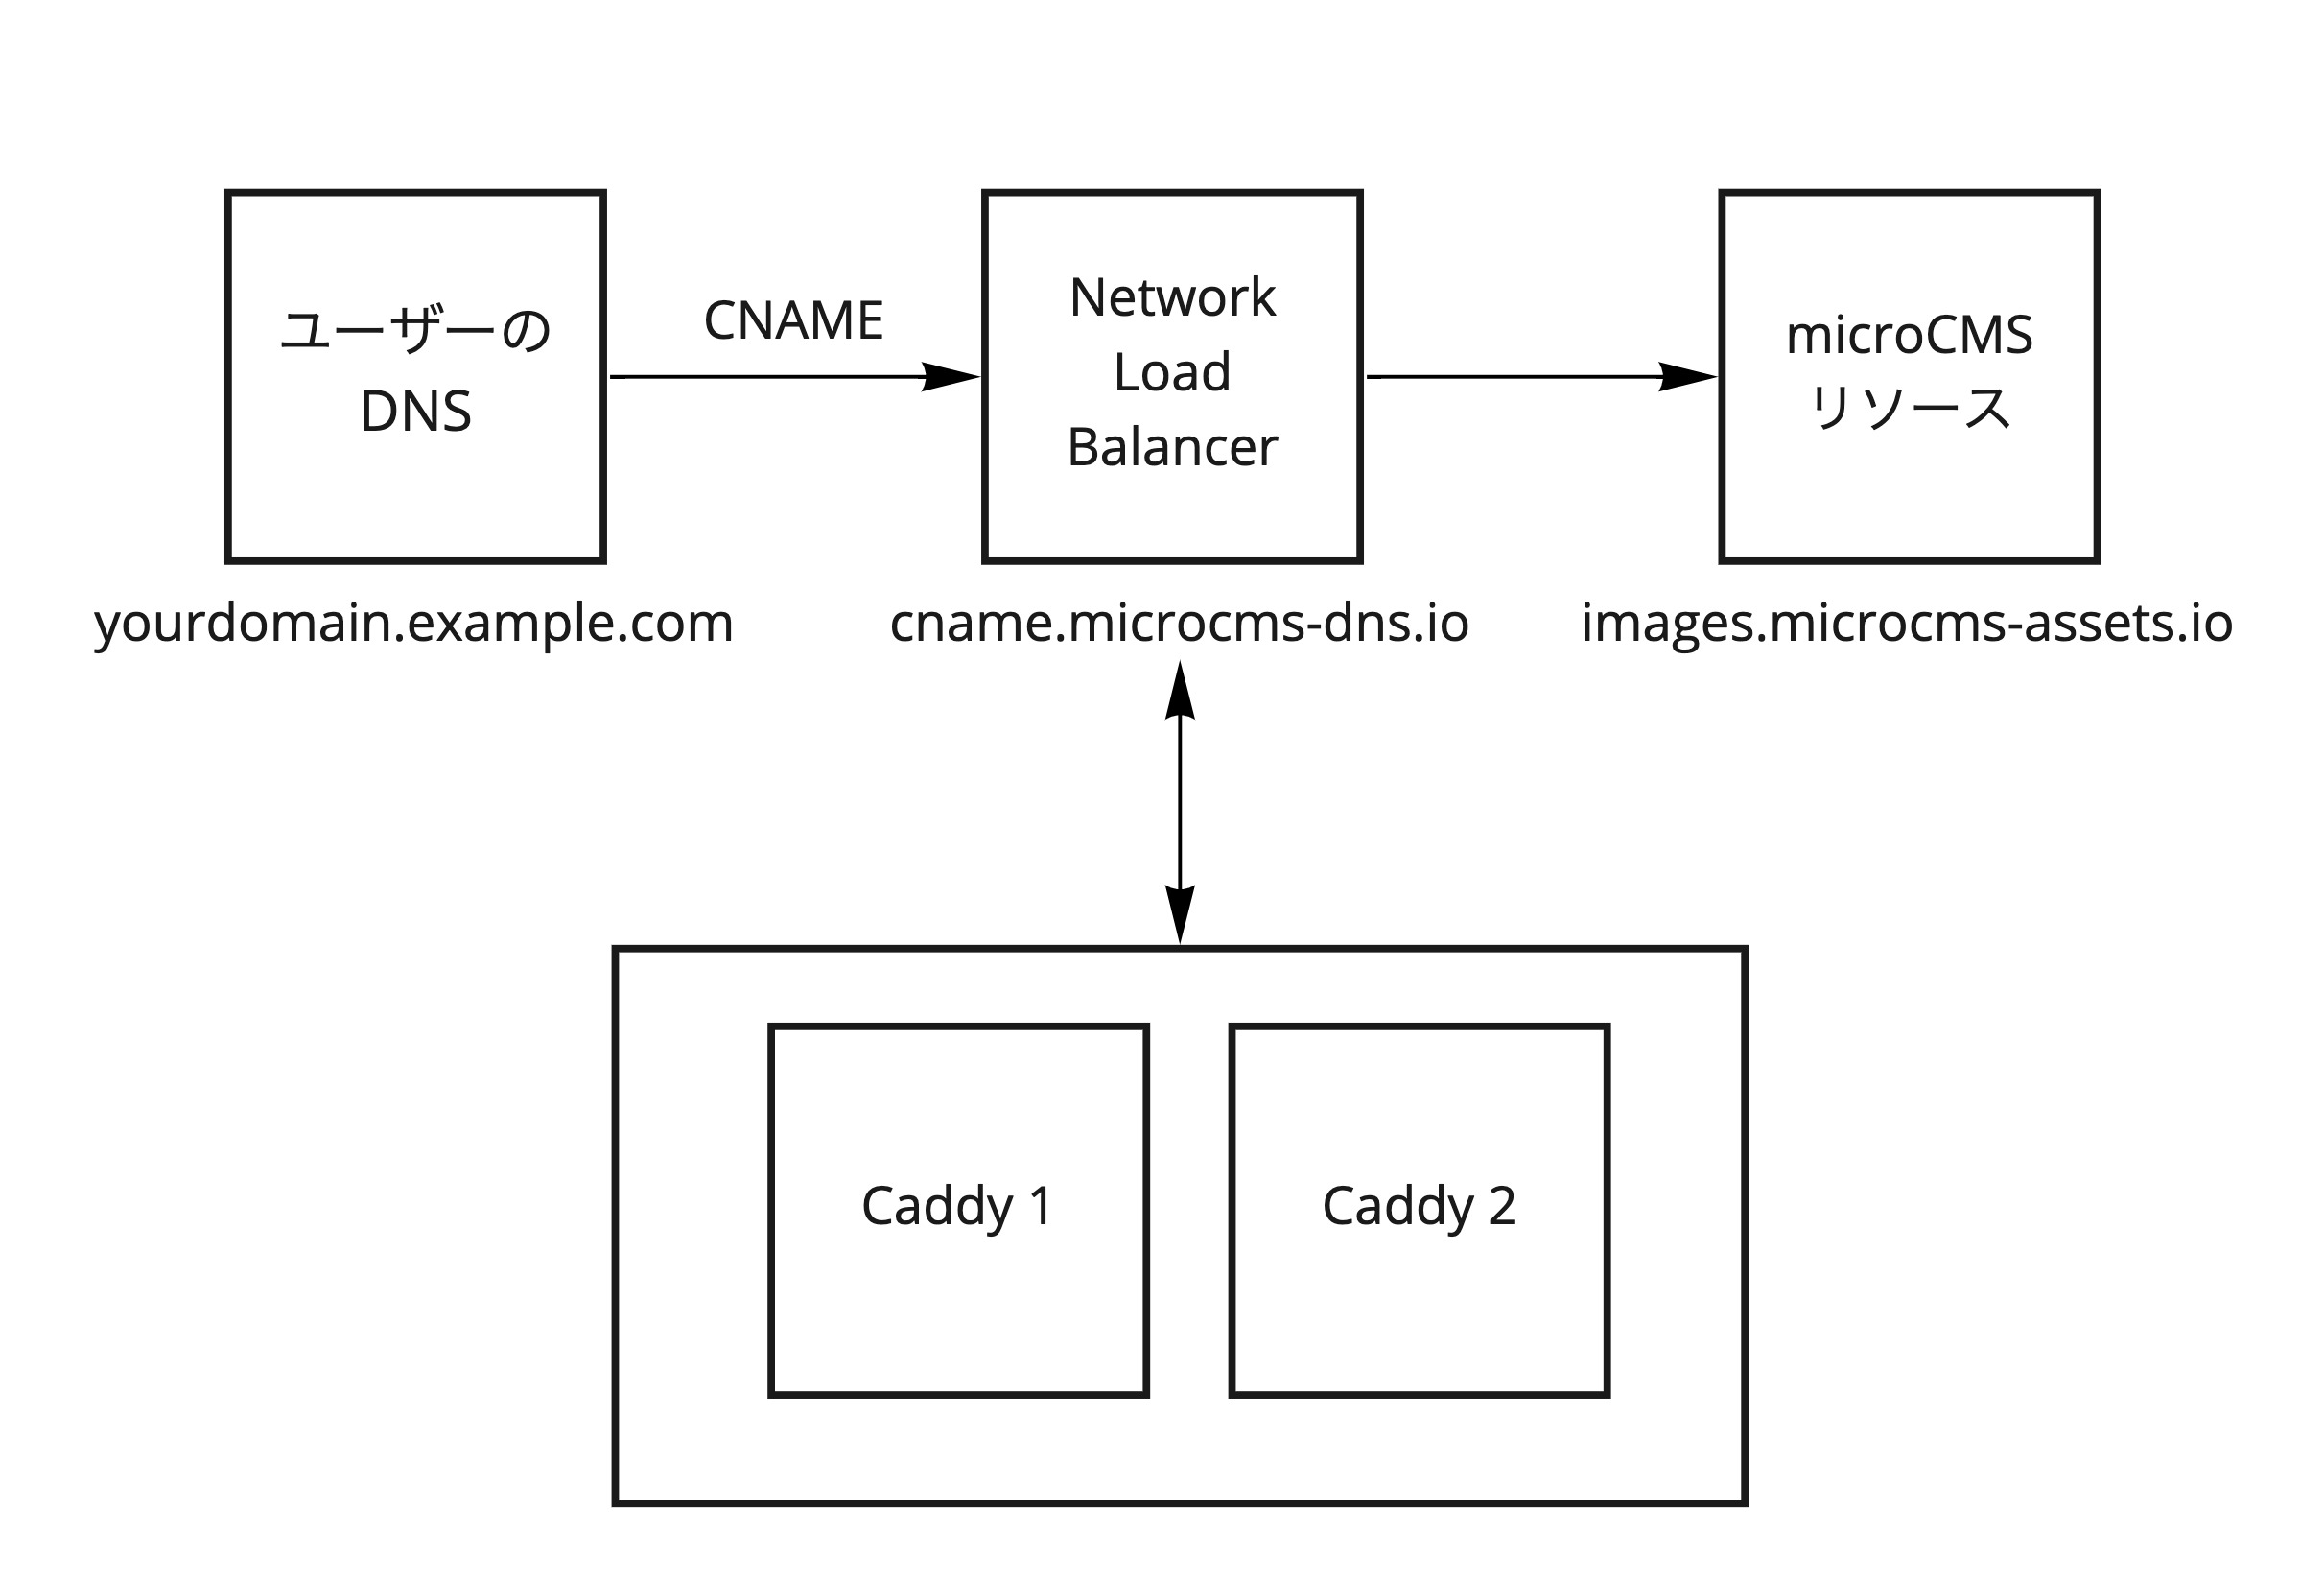 ユーザーの
DNS
CNAME
Network
Load
Balancer
microCMS
リソース
yourdomain.example.com
cname.microcms-dns.io
images.microcms-assets.io
Caddy 1
Caddy 2